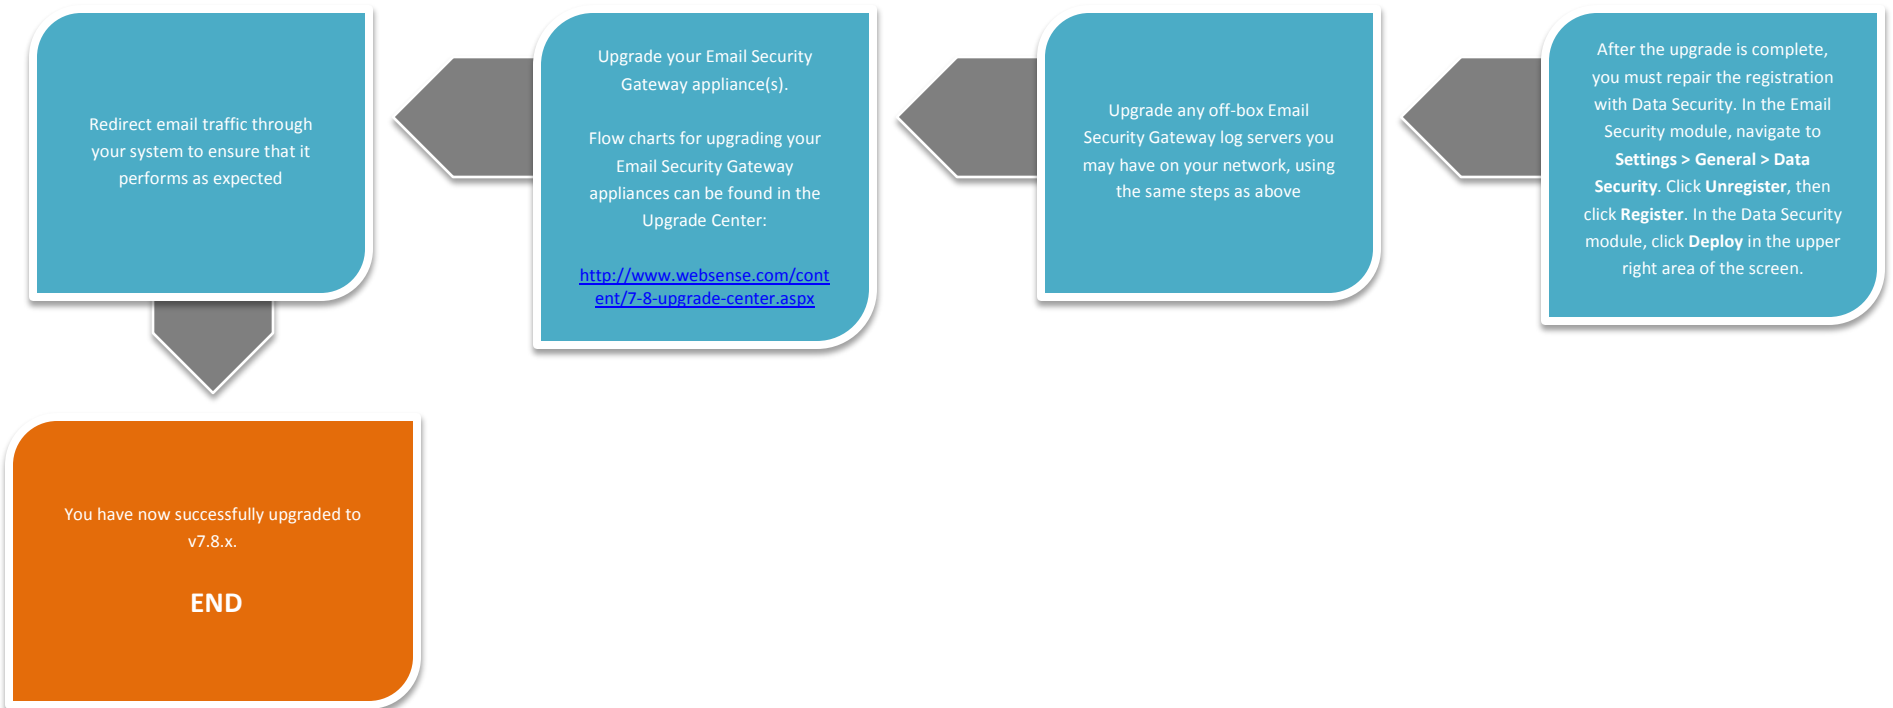 Redirect email traffic through
your system to ensure that it
performs as expected
Upgrade your Email Security
Gateway appliance(s).
Flow charts for upgrading your
Email Security Gateway
appliances can be found in the
Upgrade Center:
http://www.websense.com/cont
ent/7-8-upgrade-center.aspx
Upgrade any off-box Email
Security Gateway log servers you
may have on your network, using
the same steps as above
After the upgrade is complete,
you must repair the registration
with Data Security. In the Email
Security module, navigate to
Settings > General > Data
Security. Click Unregister, then
click Register. In the Data Security
module, click Deploy in the upper
right area of the screen.
You have now successfully upgraded to
v7.8.x.
END